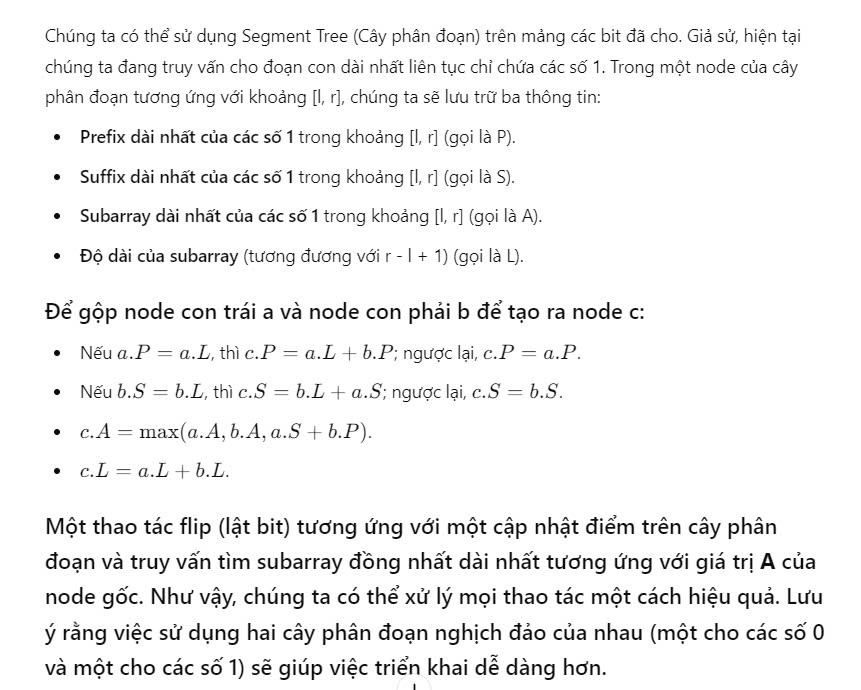 Chúng ta có thể sử dụng Segment Tree (Cây phân đoạn) trên mảng các bit đã cho. Giả sử, hiện tại
chúng ta đang truy vấn cho đoạn con dài nhất liên tục chỉ chứa các số 1. Trong một node của cây
phân đoạn tương ứng với khoảng [l, r], chúng ta sẽ lưu trữ ba thông tin:
• Prefix dài nhất của các số 1 trong khoảng [l, r] (gọi là P).
• Suffix dài nhất của các số 1 trong khoảng [l, r] (gọi là S).
• Subarray dài nhất của các số 1 trong khoảng [l, r] (gọi là A).
• Độ dài của subarray (tương đương với r - l + 1) (gọi là L).
Để gộp node con trái a và node con phải b để tạo ra node c:
• Nếu a.P = a.L, thì c.P = a.L + b.P; ngược lại, c.P = a.P.
• Nếu b.S = b.L, thì c.S = b.L + a.S; ngược lại, c.S = b.S.
• c.A = max(a.A, b.A, a.S + b.P).
• c.L = a.L + b.L.
Một thao tác flip (lật bit) tương ứng với một cập nhật điểm trên cây phân
đoạn và truy vấn tìm subarray đồng nhất dài nhất tương ứng với giá trị A của
node gốc. Như vậy, chúng ta có thể xử lý mọi thao tác một cách hiệu quả. Lưu
ý rằng việc sử dụng hai cây phân đoạn nghịch đảo của nhau (một cho các số 0
và một cho các số 1) sẽ giúp việc triển khai dễ dàng hơn.